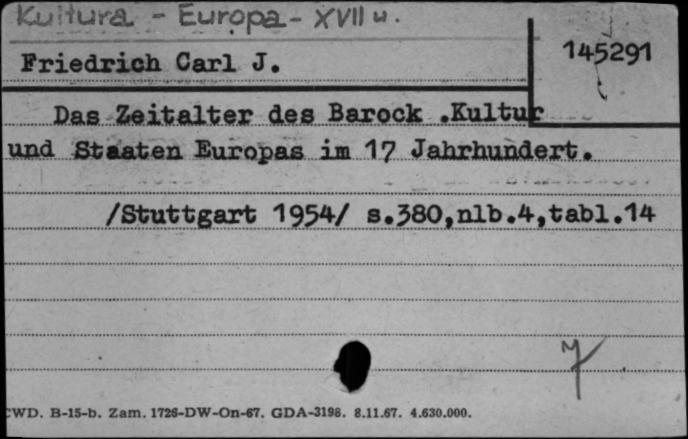 Kultura - Europa - XVII w.
145291
Friedrich Carl J.
Das Zeitalter des Barock .Kultur
und Staaten Europas im 17 Jahrhundert.
/Stuttgart 1954/ s.380,nlb.4,tabl.14
CWD. B-15-b. Zam. 1726-DW-On-67. GDA-3198. 8.11.67. 4.630.000.